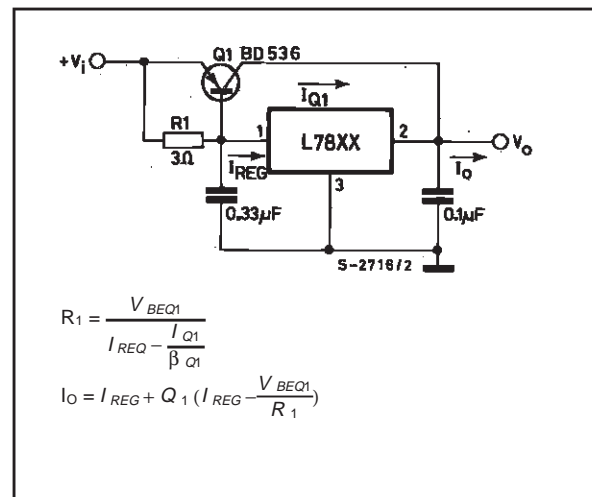 Q1 BD536
+Vi
IQ1
R1
3Ω
1
L78XX
2
Vo
IREG
3
IO
0.33µF
0.1µF
S-2716/2
R1 = VBEQ1 / (IREQ – IQ1 / βQ1)
IO = IREG + Q1 (IREG – VBEQ1 / R1)